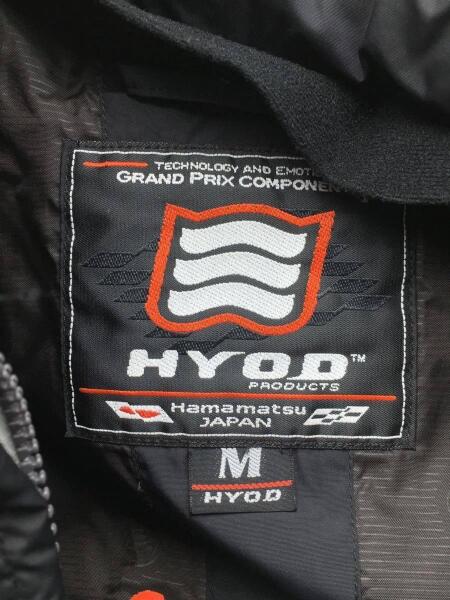 TECHNOLOGY AND
GRAND PRIX
HYOD™
PRODUCTS
Hamamatsu
JAPAN
M
HYOD